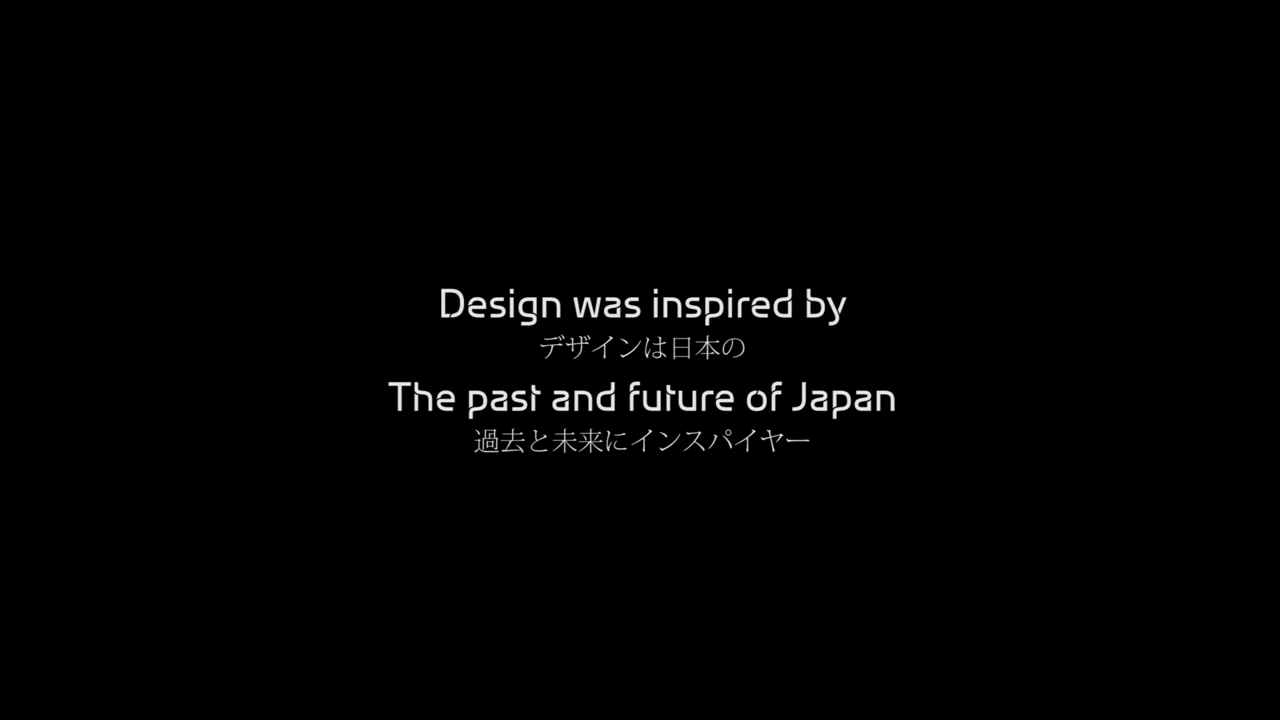 Design was inspired by
デザインは日本の
The past and future of Japan
過去と未来にインスパイヤー